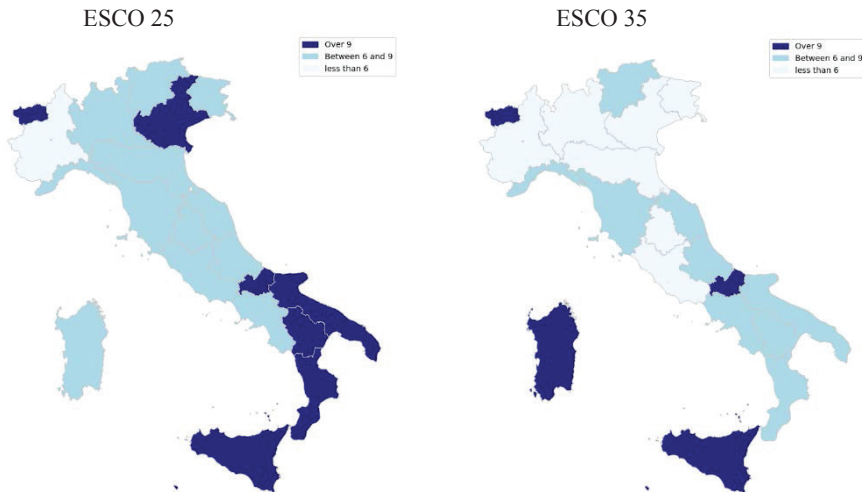 ESCO 25
Over 9
Between 6 and 9
less than 6
ESCO 35
Over 9
Between 6 and 9
less than 6